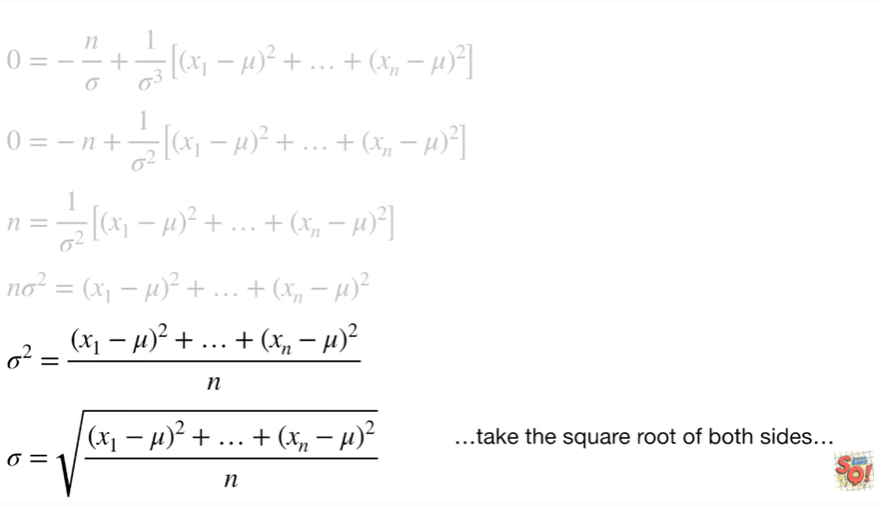 0 = − n/σ + 1/σ³ [(x₁ − μ)² + … + (xₙ − μ)²]
0 = − n + 1/σ² [(x₁ − μ)² + … + (xₙ − μ)²]
n = 1/σ² [(x₁ − μ)² + … + (xₙ − μ)²]
nσ² = (x₁ − μ)² + … + (xₙ − μ)²
σ² = ((x₁ − μ)² + … + (xₙ − μ)²)/n
σ = √(((x₁ − μ)² + … + (xₙ − μ)²)/n)
…take the square root of both sides…
SQ!